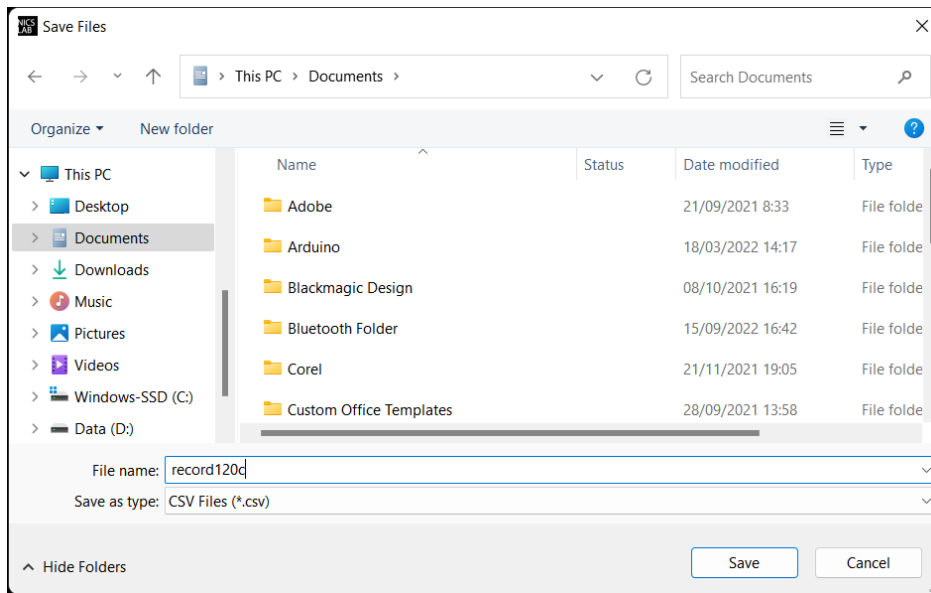 NICS
LAB
Save Files
This PC > Documents >
Search Documents
Organize
New folder
Name Status Date modified Type
This PC
Desktop
Documents
Downloads
Music
Pictures
Videos
Windows-SSD (C:)
Data (D:)
Adobe 21/09/2021 8:33 File folde
Arduino 18/03/2022 14:17 File folde
Blackmagic Design 08/10/2021 16:19 File folde
Bluetooth Folder 15/09/2022 16:42 File folde
Corel 21/11/2021 19:05 File folde
Custom Office Templates 28/09/2021 13:58 File folde
File name: record120c
Save as type: CSV Files (*.csv)
Hide Folders
Save
Cancel